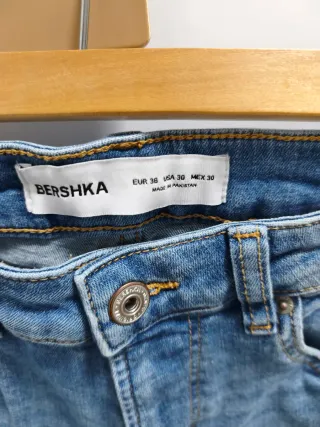 BERSHKA
EUR 38 USA 30 MEX 30
MADE IN PAKISTAN